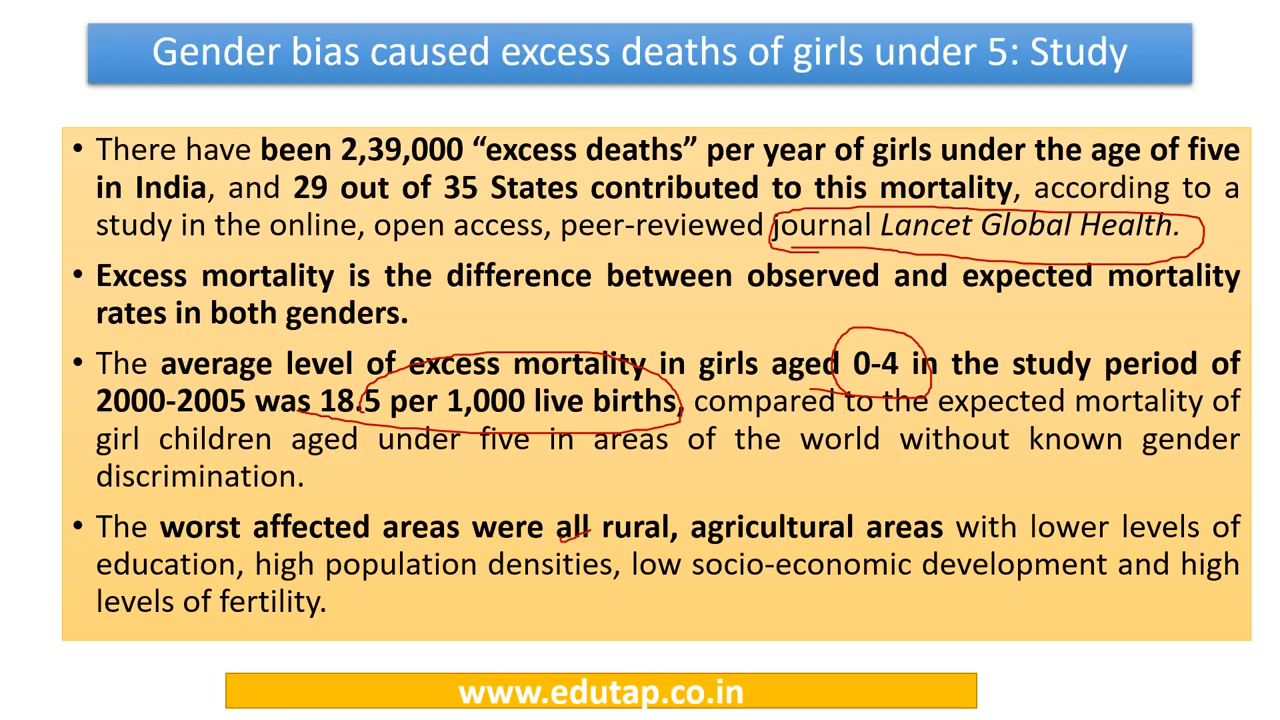 Gender bias caused excess deaths of girls under 5: Study
• There have been 2,39,000 “excess deaths” per year of girls under the age of five
in India, and 29 out of 35 States contributed to this mortality, according to a
study in the online, open access, peer-reviewed journal Lancet Global Health.
• Excess mortality is the difference between observed and expected mortality
rates in both genders.
• The average level of excess mortality in girls aged 0-4 in the study period of
2000-2005 was 18.5 per 1,000 live births, compared to the expected mortality of
girl children aged under five in areas of the world without known gender
discrimination.
• The worst affected areas were all rural, agricultural areas with lower levels of
education, high population densities, low socio-economic development and high
levels of fertility.
www.edutap.co.in